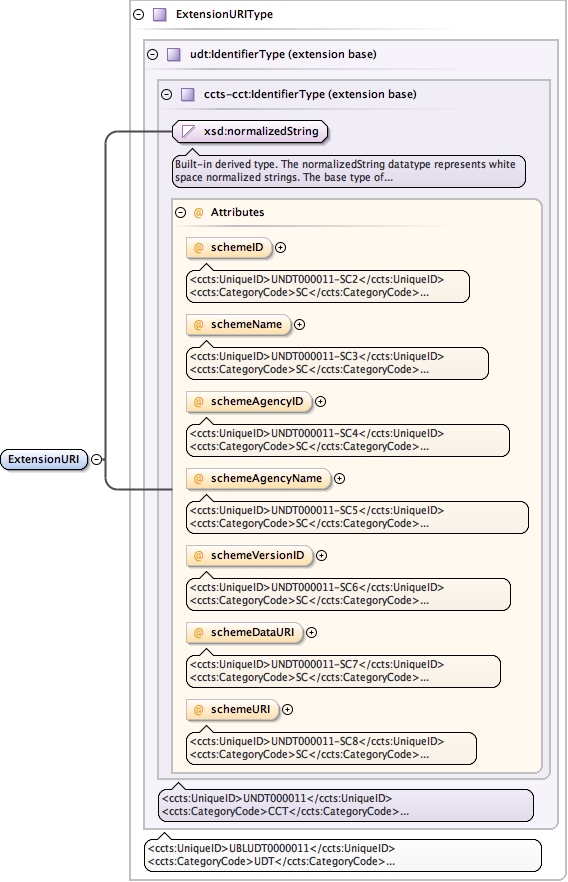 ExtensionURIType
udt:IdentifierType (extension base)
ccts-cct:IdentifierType (extension base)
xsd:normalizedString
Built-in derived type. The normalizedString datatype represents white
space normalized strings. The base type of...
@ Attributes
@ schemeID
<ccts:UniqueID>UNDT000011-SC2</ccts:UniqueID>
<ccts:CategoryCode>SC</ccts:CategoryCode>...
@ schemeName
<ccts:UniqueID>UNDT000011-SC3</ccts:UniqueID>
<ccts:CategoryCode>SC</ccts:CategoryCode>...
@ schemeAgencyID
<ccts:UniqueID>UNDT000011-SC4</ccts:UniqueID>
<ccts:CategoryCode>SC</ccts:CategoryCode>...
ExtensionURI
@ schemeAgencyName
<ccts:UniqueID>UNDT000011-SC5</ccts:UniqueID>
<ccts:CategoryCode>SC</ccts:CategoryCode>...
@ schemeVersionID
<ccts:UniqueID>UNDT000011-SC6</ccts:UniqueID>
<ccts:CategoryCode>SC</ccts:CategoryCode>...
@ schemeDataURI
<ccts:UniqueID>UNDT000011-SC7</ccts:UniqueID>
<ccts:CategoryCode>SC</ccts:CategoryCode>...
@ schemeURI
<ccts:UniqueID>UNDT000011-SC8</ccts:UniqueID>
<ccts:CategoryCode>SC</ccts:CategoryCode>...
<ccts:UniqueID>UNDT000011</ccts:UniqueID>
<ccts:CategoryCode>CCT</ccts:CategoryCode>...
<ccts:UniqueID>UBLUDT0000011</ccts:UniqueID>
<ccts:CategoryCode>UDT</ccts:CategoryCode>...